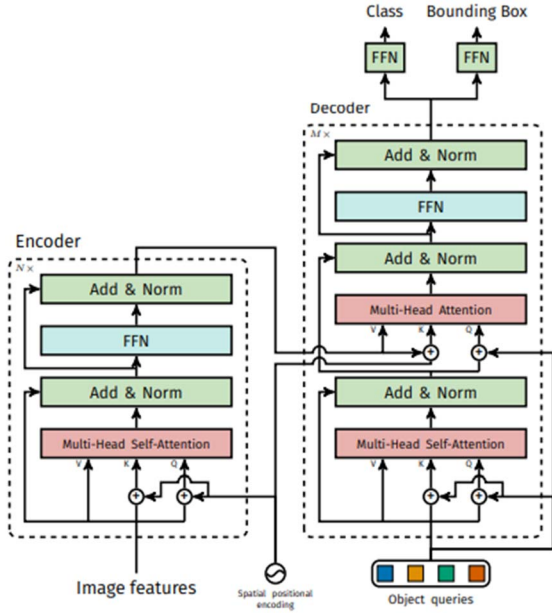 Class
Bounding Box
FFN
FFN
Decoder
M×
Add & Norm
FFN
Add & Norm
Multi-Head Attention
V
K
Q
Add & Norm
Multi-Head Self-Attention
V
K
Q
Object queries
Encoder
N×
Add & Norm
FFN
Add & Norm
Multi-Head Self-Attention
V
K
Q
Image features
Spatial positional
encoding